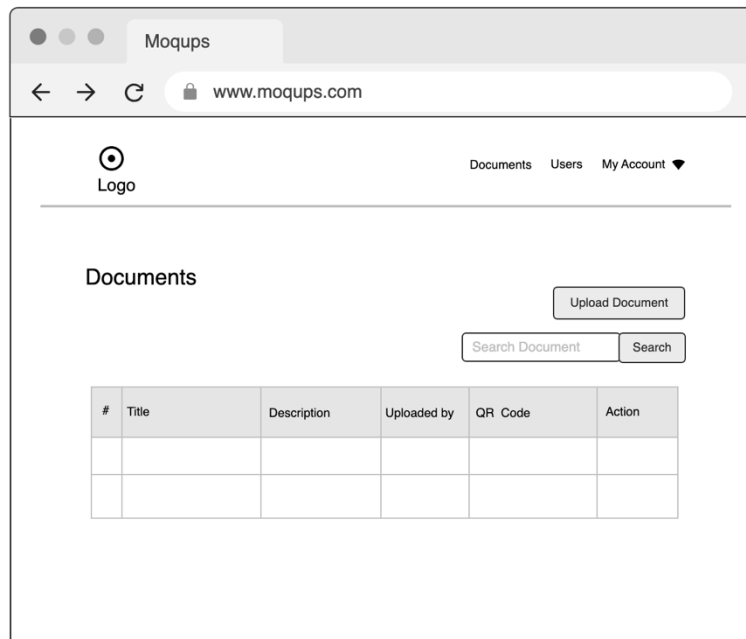 Moqups
www.moqups.com
Logo
Documents Users My Account
Documents
Upload Document
Search Document Search
# Title Description Uploaded by QR Code Action